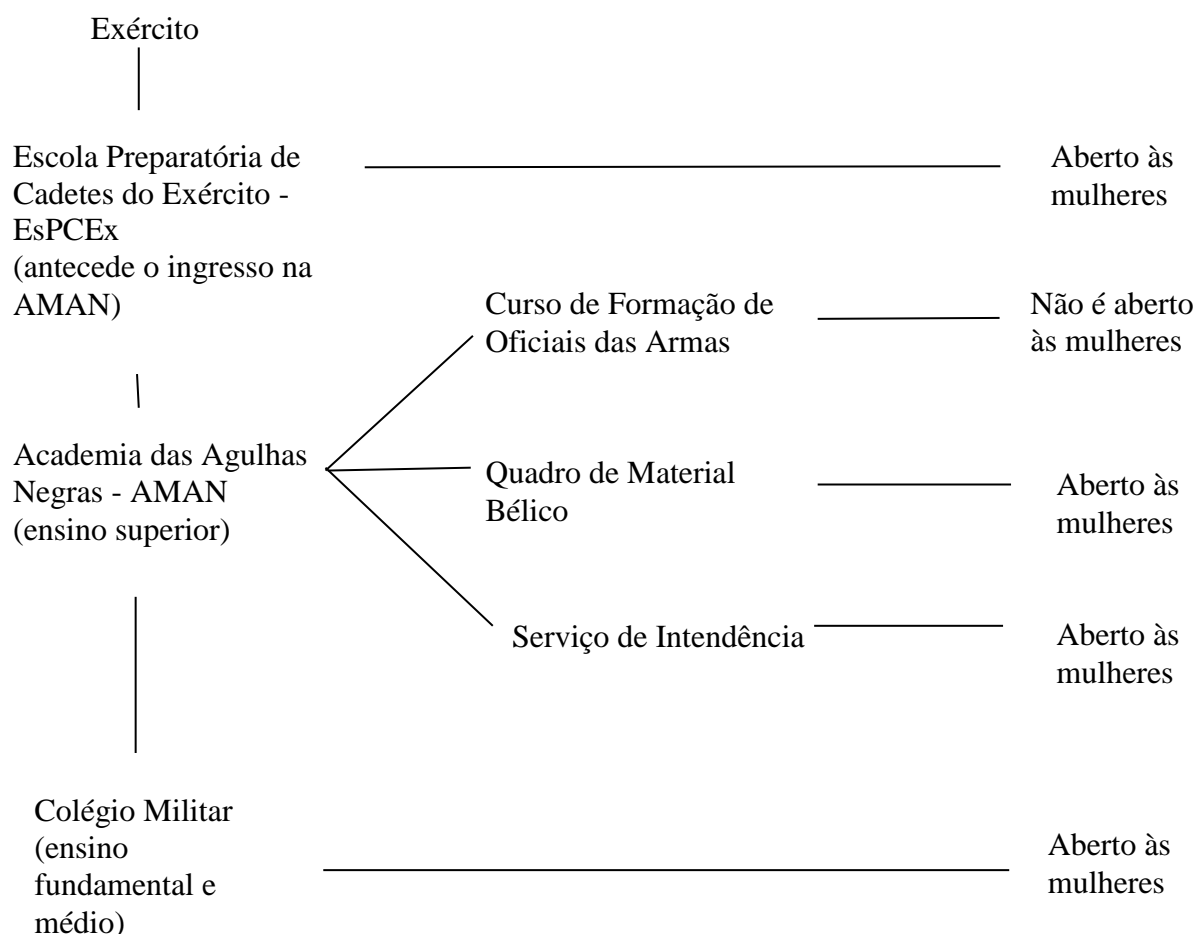 Exército
Escola Preparatória de
Cadetes do Exército -
EsPCEx
(antecede o ingresso na
AMAN)
Aberto às
mulheres
Curso de Formação de
Oficiais das Armas
Não é aberto
às mulheres
Academia das Agulhas
Negras - AMAN
(ensino superior)
Quadro de Material
Bélico
Aberto às
mulheres
Serviço de Intendência
Aberto às
mulheres
Colégio Militar
(ensino
fundamental e
médio)
Aberto às
mulheres